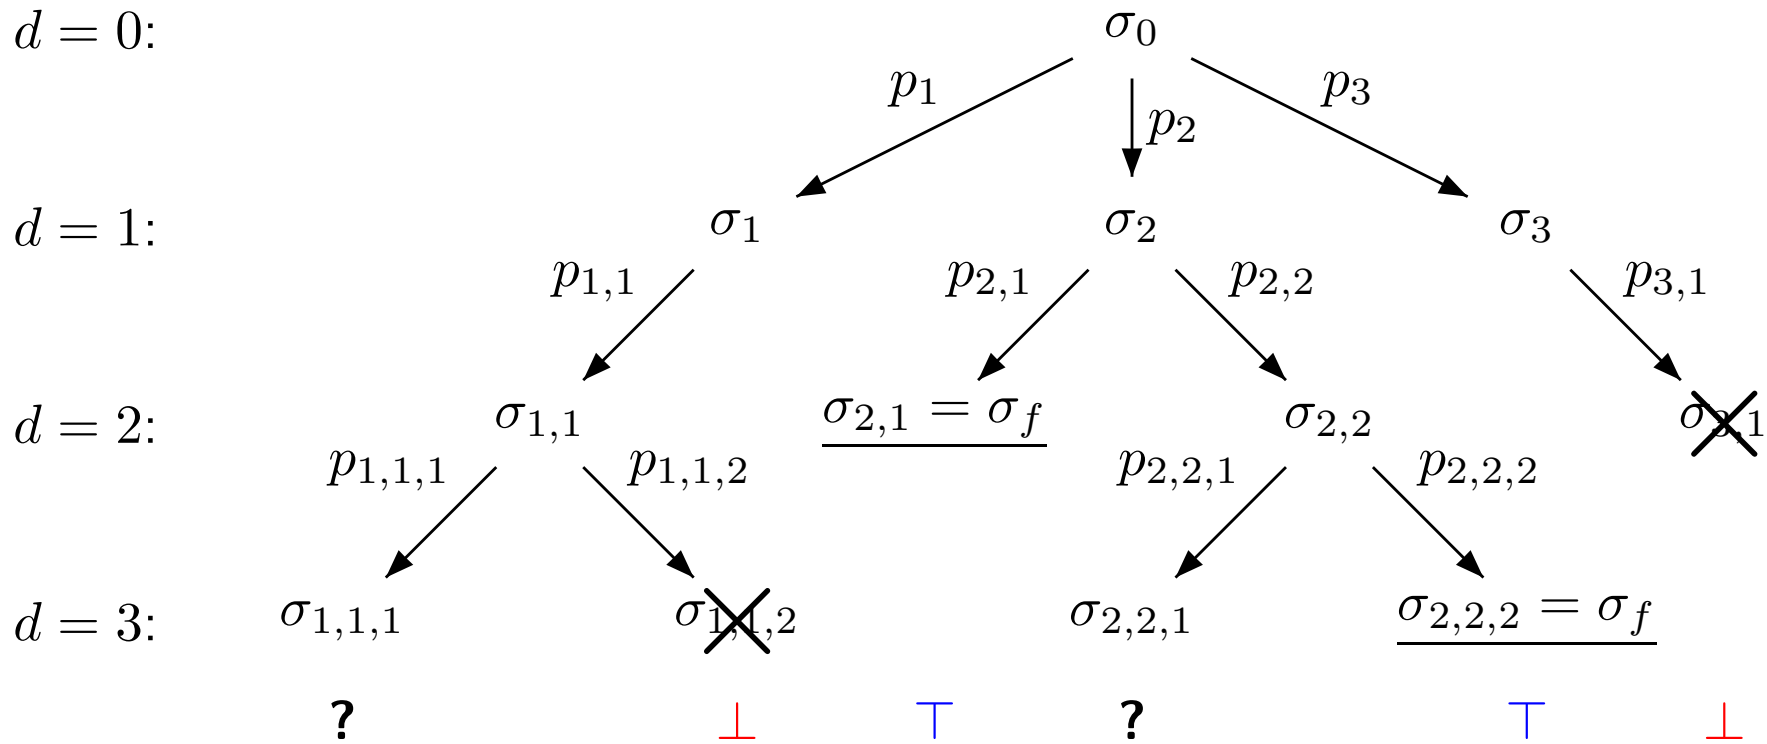 d = 0: σ₀
p₁ p₂ p₃
d = 1: σ₁ σ₂ σ₃
p₁,₁ p₂,₁ p₂,₂ p₃,₁
d = 2: σ₁,₁ σ₂,₁ = σ_f σ₂,₂ σ₃,₁
p₁,₁,₁ p₁,₁,₂ p₂,₂,₁ p₂,₂,₂
d = 3: σ₁,₁,₁ σ₁,₁,₂ σ₂,₂,₁ σ₂,₂,₂ = σ_f
? ⊥ ⊤ ? ⊤ ⊥